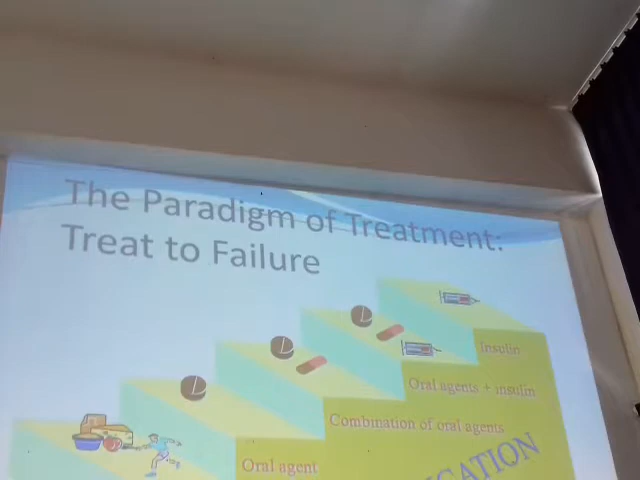 The Paradigm of Treatment:
Treat to Failure
Insulin
Oral agents + insulin
Combination of oral agents
Oral agent